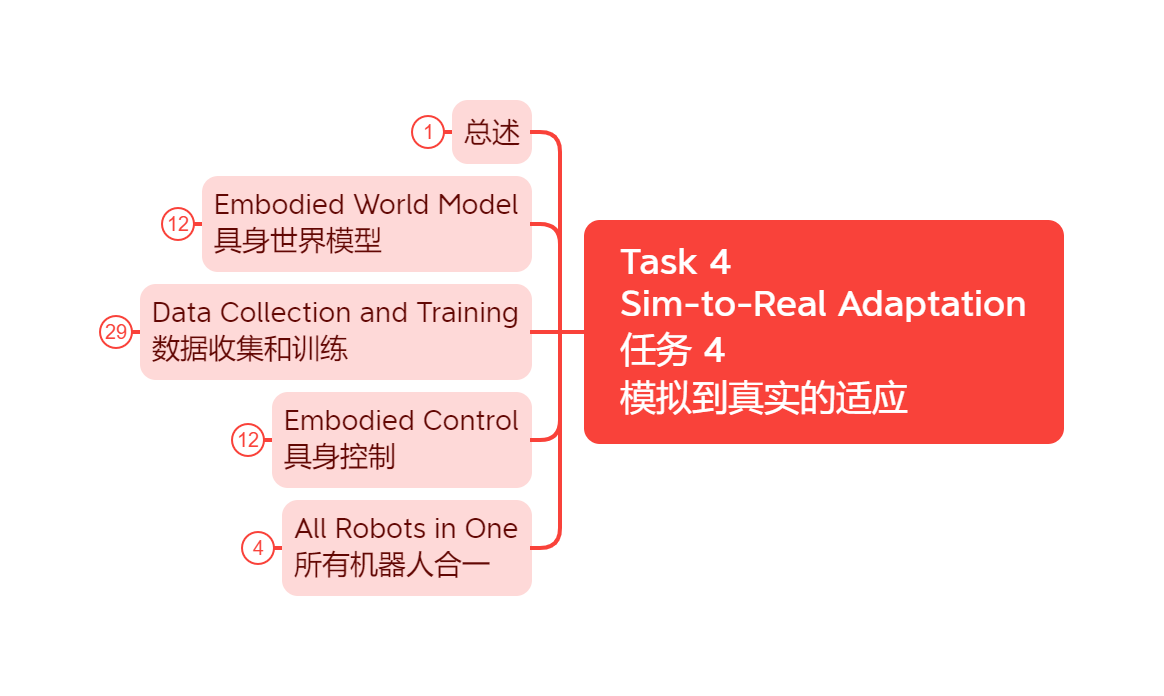 1
总述
12
Embodied World Model
具身世界模型
29
Data Collection and Training
数据收集和训练
12
Embodied Control
具身控制
4
All Robots in One
所有机器人合一
Task 4
Sim-to-Real Adaptation
任务 4
模拟到真实的适应